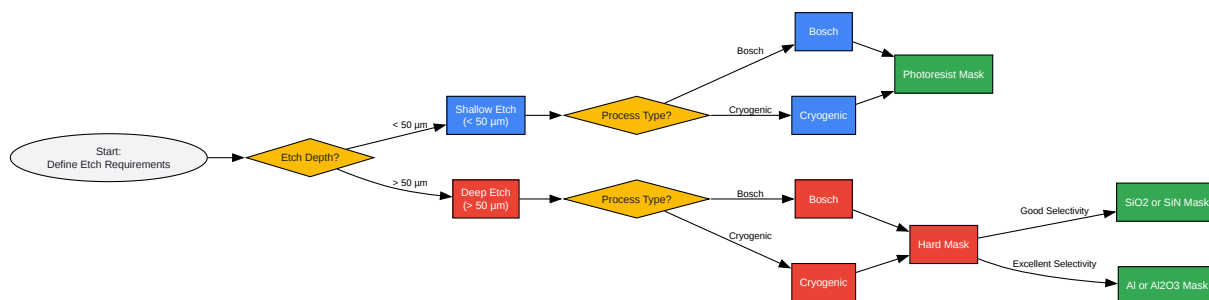 Start:
Define Etch Requirements
Etch Depth?
< 50 µm
Shallow Etch
(< 50 µm)
Process Type?
Bosch
Bosch
Cryogenic
Cryogenic
Photoresist Mask
> 50 µm
Deep Etch
(> 50 µm)
Process Type?
Bosch
Bosch
Cryogenic
Cryogenic
Hard Mask
Good Selectivity
SiO2 or SiN Mask
Excellent Selectivity
Al or Al2O3 Mask